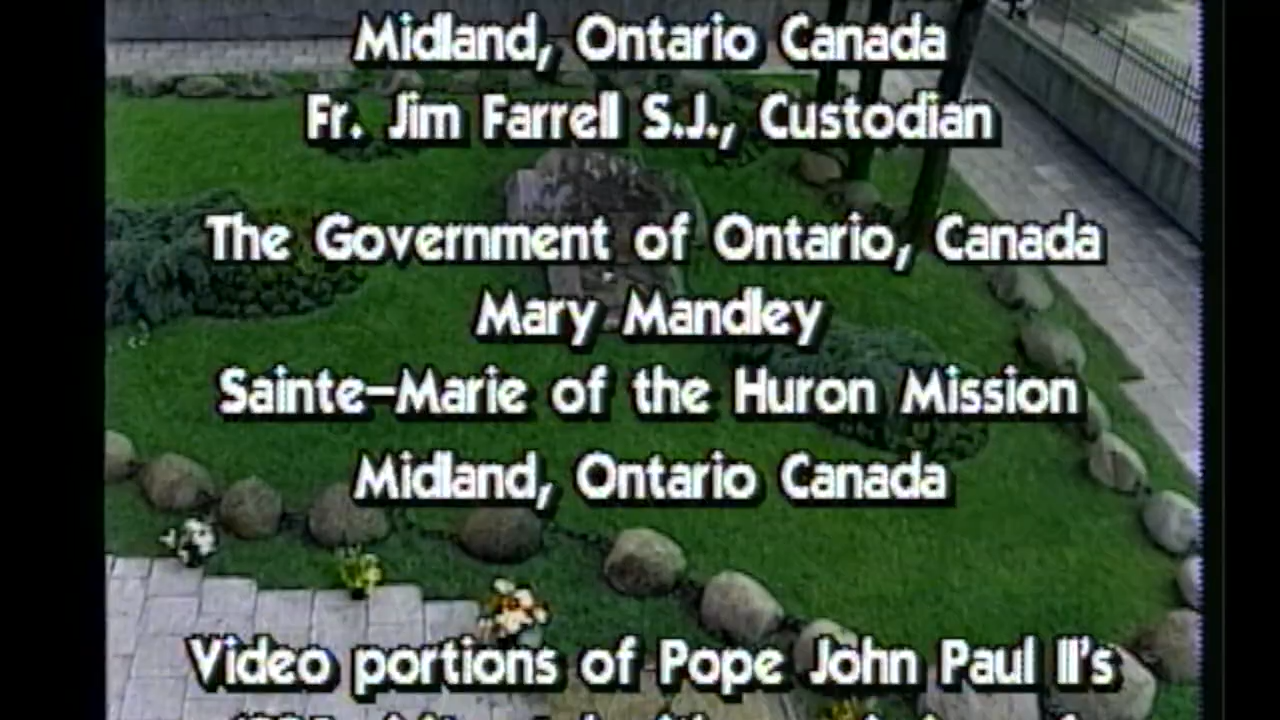 Midland, Ontario Canada
Fr. Jim Farrell S.J., Custodian
The Government of Ontario, Canada
Mary Mandley
Sainte-Marie of the Huron Mission
Midland, Ontario Canada
Video portions of Pope John Paul II's